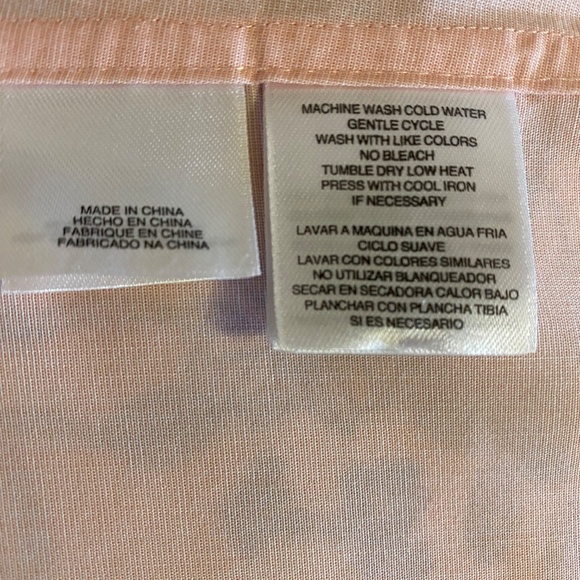 MADE IN CHINA
HECHO EN CHINA
FABRIQUE EN CHINE
FABRICADO NA CHINA
MACHINE WASH COLD WATER
GENTLE CYCLE
WASH WITH LIKE COLORS
NO BLEACH
TUMBLE DRY LOW HEAT
PRESS WITH COOL IRON
IF NECESSARY
LAVAR A MAQUINA EN AGUA FRIA
CICLO SUAVE
LAVAR CON COLORES SIMILARES
NO UTILIZAR BLANQUEADOR
SECAR EN SECADORA CALOR BAJO
PLANCHAR CON PLANCHA TIBIA
SI ES NECESARIO